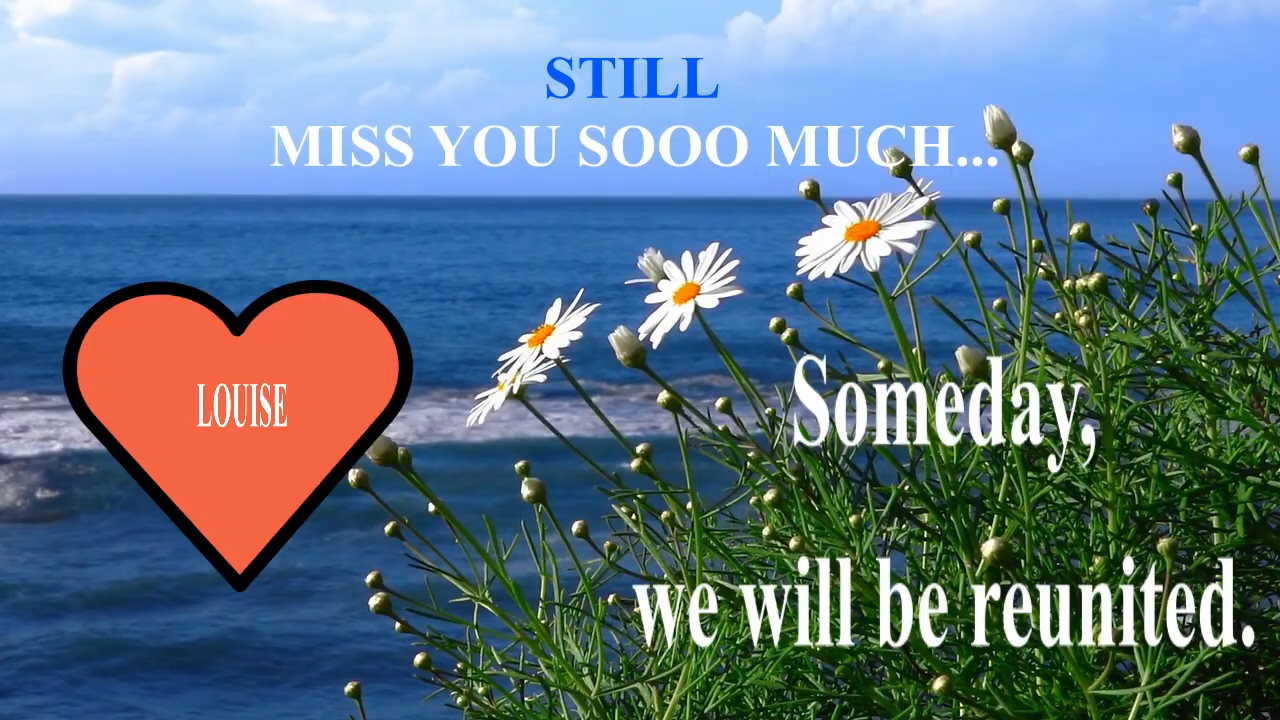 STILL
MISS YOU SOOO MUCH...
LOUISE
Someday,
we will be reunited.